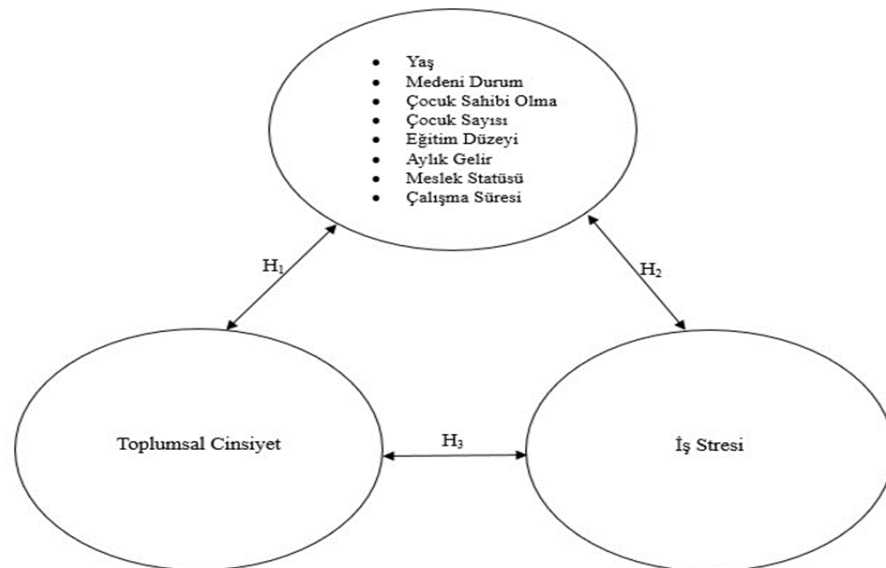 • Yaş
• Medeni Durum
• Çocuk Sahibi Olma
• Çocuk Sayısı
• Eğitim Düzeyi
• Aylık Gelir
• Meslek Statüsü
• Çalışma Süresi
H₁
H₂
Toplumsal Cinsiyet
H₃
İş Stresi